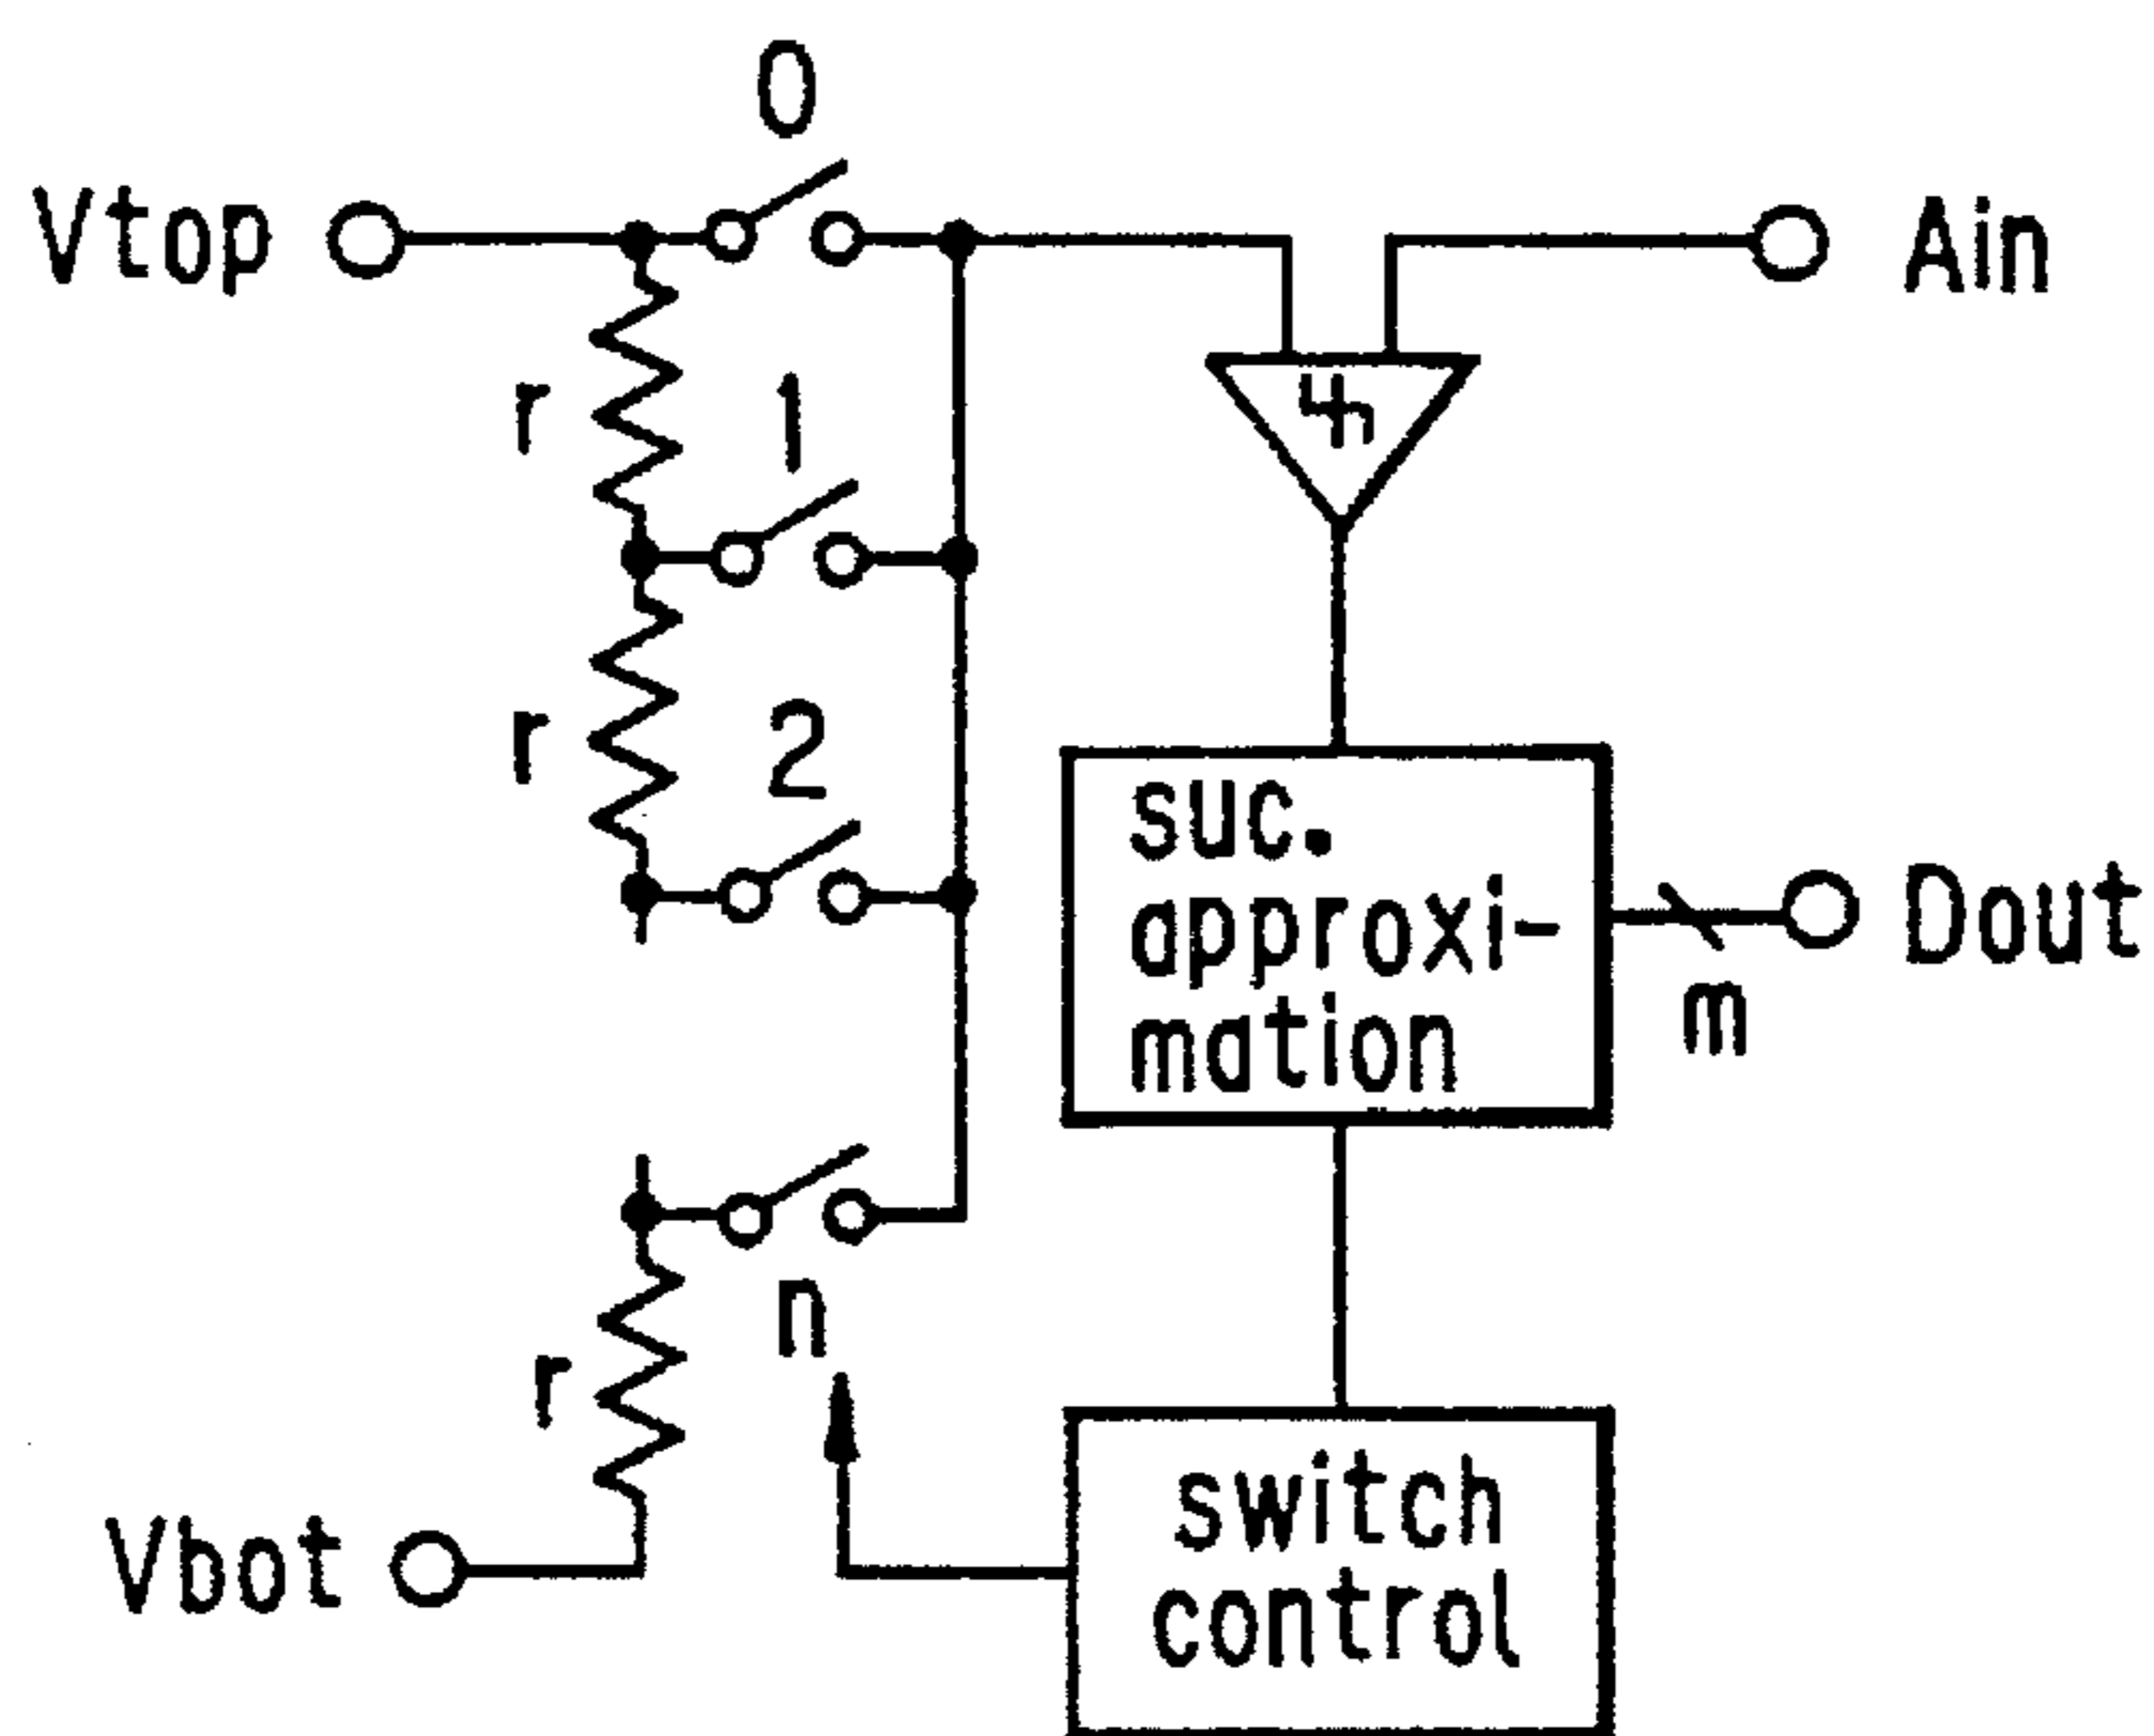 0
Vtop
Ain
r
1
r
2
suc.
approxi-
mation
Dout
m
n
r
switch
control
Vbot